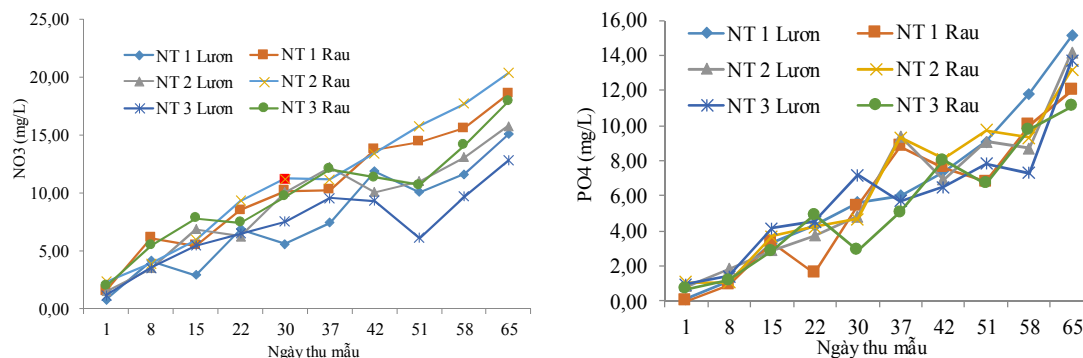 25,00
20,00
15,00
10,00
5,00
0,00
NO3 (mg/L)
NT 1 Lươn NT 1 Rau
NT 2 Lươn NT 2 Rau
NT 3 Lươn NT 3 Rau
1 8 15 22 30 37 42 51 58 65
Ngày thu mẫu
16,00
14,00
12,00
10,00
8,00
6,00
4,00
2,00
0,00
PO4 (mg/L)
NT 1 Lươn NT 1 Rau
NT 2 Lươn NT 2 Rau
NT 3 Lươn NT 3 Rau
1 8 15 22 30 37 42 51 58 65
Ngày thu mẫu